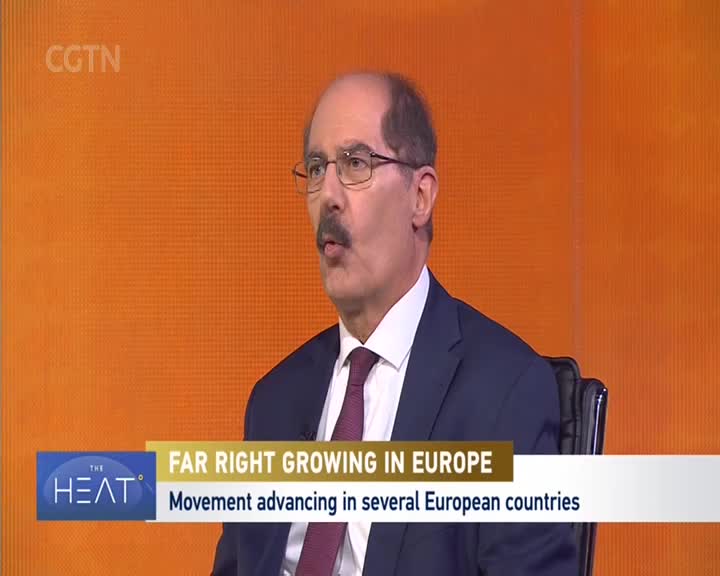 CGTN
FAR RIGHT GROWING IN EUROPE
THE
HEAT
Movement advancing in several European countries